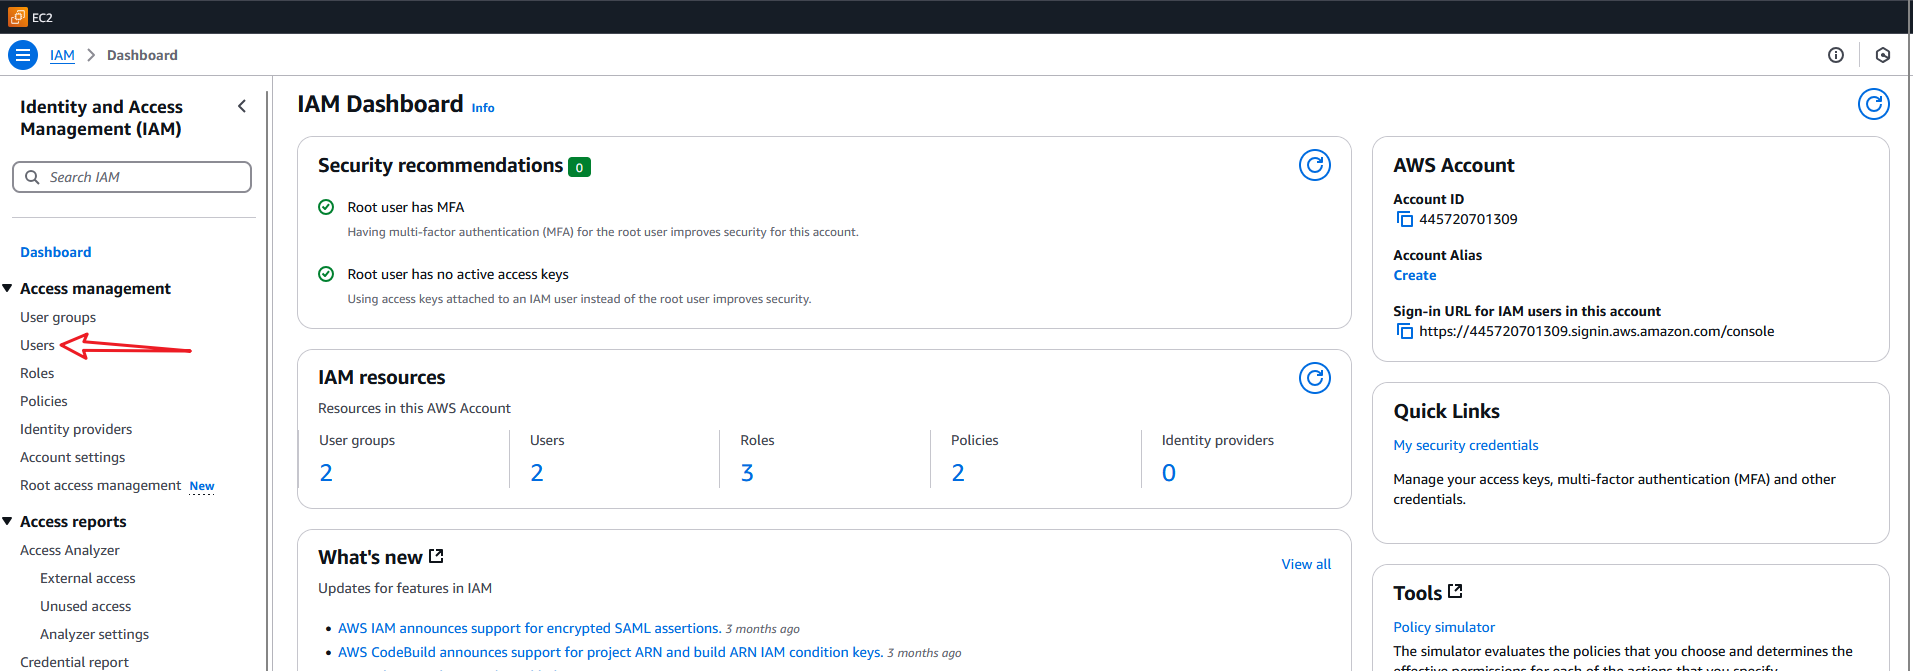 EC2
IAM
Dashboard
Identity and Access
Management (IAM)
Search IAM
Dashboard
Access management
User groups
Users
Roles
Policies
Identity providers
Account settings
Root access management New
Access reports
Access Analyzer
External access
Unused access
Analyzer settings
Credential report
IAM Dashboard Info
Security recommendations 0
Root user has MFA
Having multi-factor authentication (MFA) for the root user improves security for this account.
Root user has no active access keys
Using access keys attached to an IAM user instead of the root user improves security.
IAM resources
Resources in this AWS Account
User groups
2
Users
2
Roles
3
Policies
2
Identity providers
0
What's new
View all
Updates for features in IAM
AWS IAM announces support for encrypted SAML assertions. 3 months ago
AWS CodeBuild announces support for project ARN and build ARN IAM condition keys. 3 months ago
AWS Account
Account ID
445720701309
Account Alias
Create
Sign-in URL for IAM users in this account
https://445720701309.signin.aws.amazon.com/console
Quick Links
My security credentials
Manage your access keys, multi-factor authentication (MFA) and other
credentials.
Tools
Policy simulator
The simulator evaluates the policies that you choose and determines the
effective permissions for each of the actions that you specify.